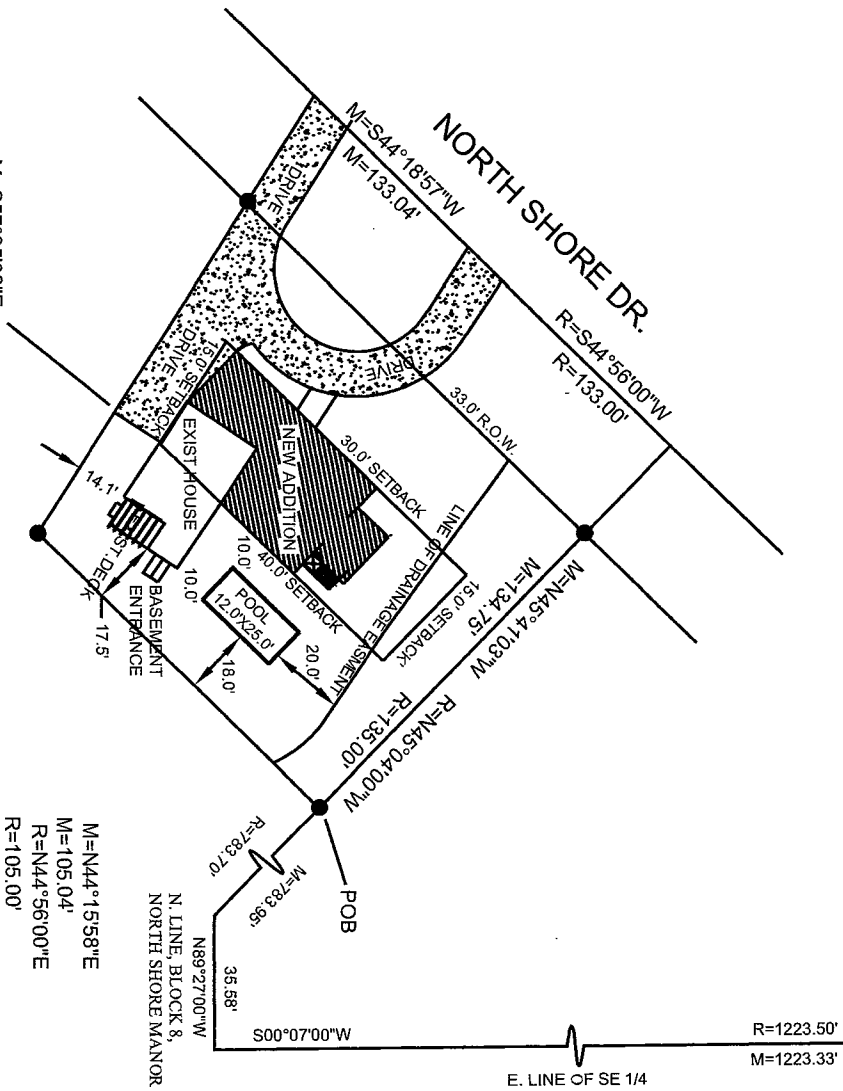 NORTH SHORE DR.
M=S44°18'57"W
M=133.04'
R=S44°56'00"W
R=133.00'
DRIVE
DRIVE
DRIVE
15.0' SETBACK
33.0' R.O.W.
30.0' SETBACK
NEW ADDITION
EXIST HOUSE
LINE OF DRAINAGE EASMENT
15.0' SETBACK'
40.0' SETBACK
10.0'
10.0'
POOL
12.0'X25.0'
20.0'
18.0'
14.1'
ST. DECK
BASEMENT
ENTRANCE
17.5'
M=N45°41'03"W
M=134.75'
R=N45°04'00"W
R=135.00'
POB
R=783.70'
M=783.95'
M=N44°15'58"E
M=105.04'
R=N44°56'00"E
R=105.00'
N. LINE, BLOCK 8,
NORTH SHORE MANOR
N89°27'00"W
35.58'
S00°07'00"W
R=1223.50'
M=1223.33'
E. LINE OF SE 1/4